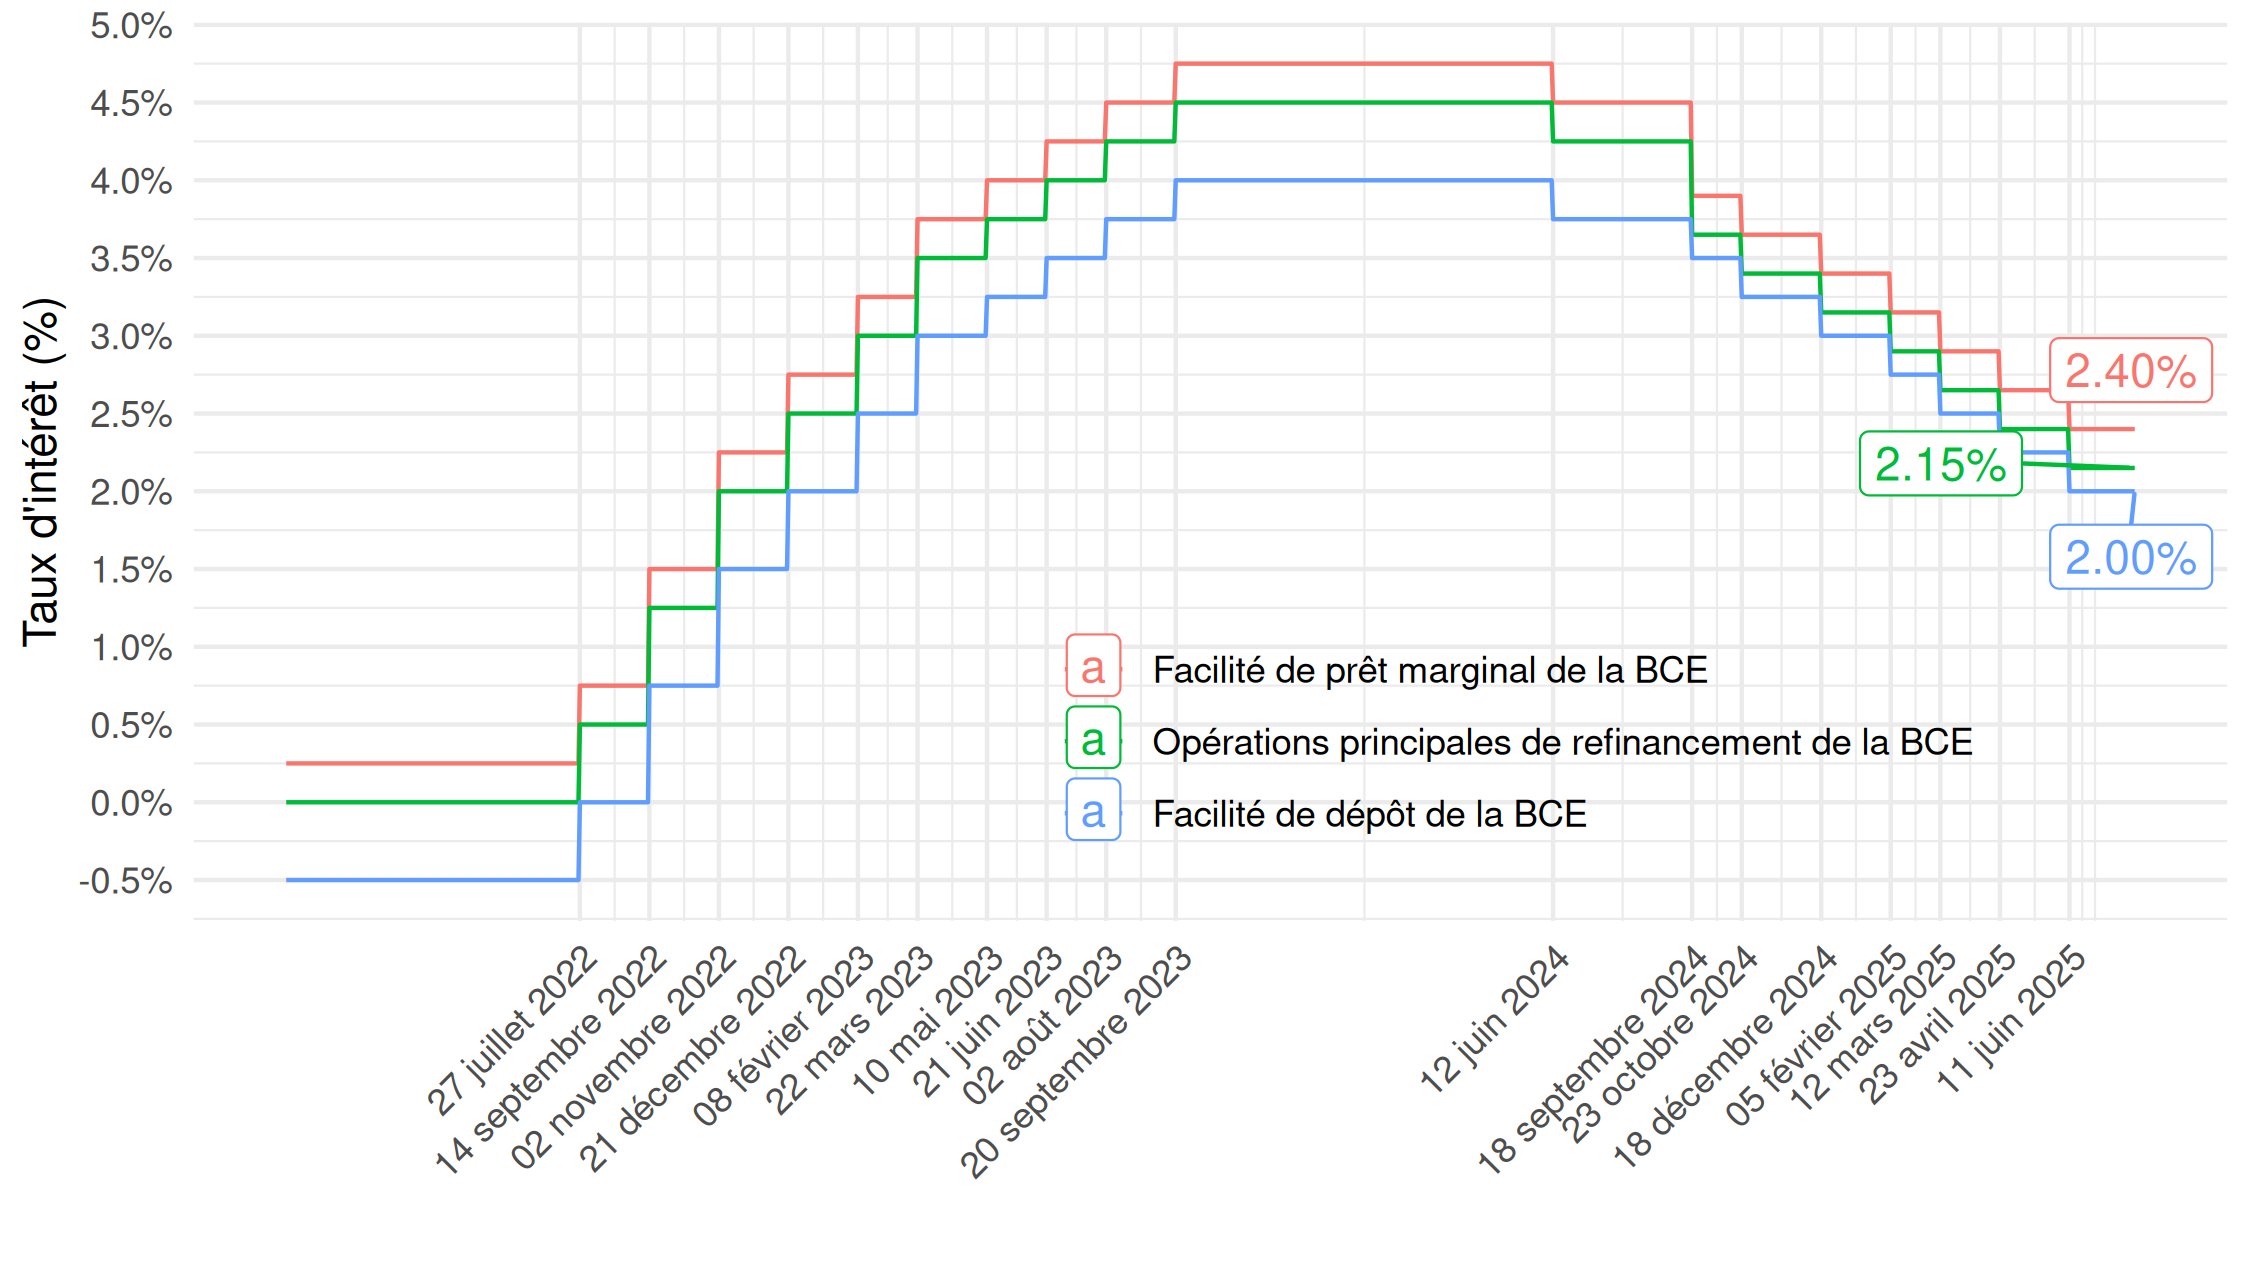 5.0%
4.5%
4.0%
3.5%
3.0%
2.5%
2.0%
1.5%
1.0%
0.5%
0.0%
-0.5%
Taux d'intérêt (%)
2.40%
2.15%
2.00%
a Facilité de prêt marginal de la BCE
a Opérations principales de refinancement de la BCE
a Facilité de dépôt de la BCE
27 juillet 2022
14 septembre 2022
02 novembre 2022
21 décembre 2022
08 février 2023
22 mars 2023
10 mai 2023
21 juin 2023
02 août 2023
20 septembre 2023
12 juin 2024
18 septembre 2024
23 octobre 2024
18 décembre 2024
05 février 2025
12 mars 2025
23 avril 2025
11 juin 2025